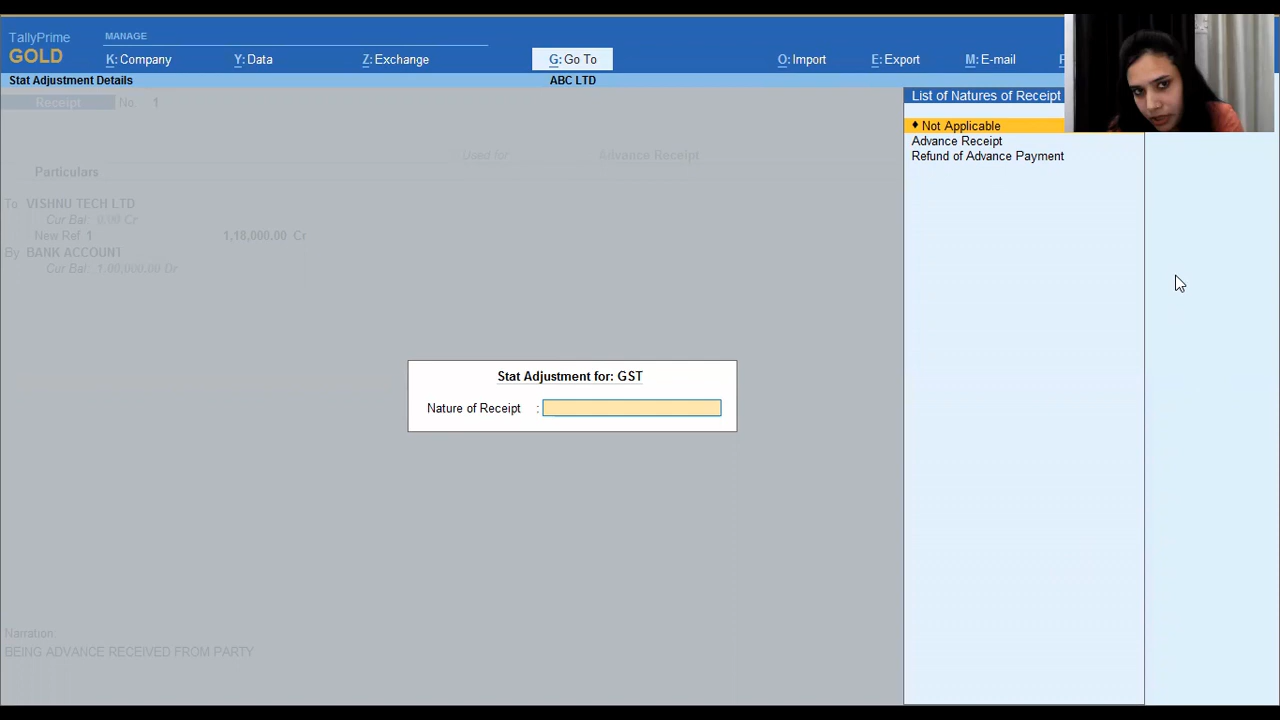 TallyPrime
GOLD
MANAGE
K: Company
Y: Data
Z: Exchange
G: Go To
O: Import
E: Export
M: E-mail
Stat Adjustment Details
ABC LTD
Receipt No. 1
Used for Advance Receipt
Particulars
To VISHNU TECH LTD
Cur Bal: 0.00 Cr
New Ref 1 1,18,000.00 Cr
By BANK ACCOUNT
Cur Bal: 1,00,000.00 Dr
Stat Adjustment for: GST
Nature of Receipt :
List of Natures of Receipt
♦ Not Applicable
Advance Receipt
Refund of Advance Payment
Narration
BEING ADVANCE RECEIVED FROM PARTY